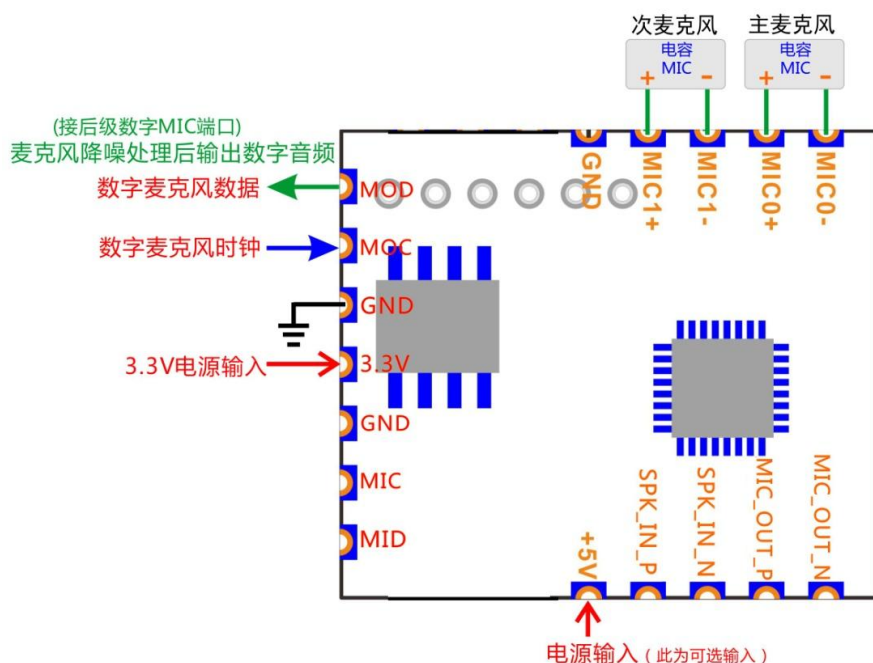 次麦克风
主麦克风
电容
MIC
+ -
电容
MIC
+ -
(接后级数字MIC端口)
麦克风降噪处理后输出数字音频
数字麦克风数据
MOD
数字麦克风时钟
MOC
GND
3.3V电源输入
3.3V
GND
MIC
MID
GND
MIC1+
MIC1-
MIC0+
MIC0-
+5V
SPK_IN_P
SPK_IN_N
MIC_OUT_P
MIC_OUT_N
电源输入(此为可选输入)